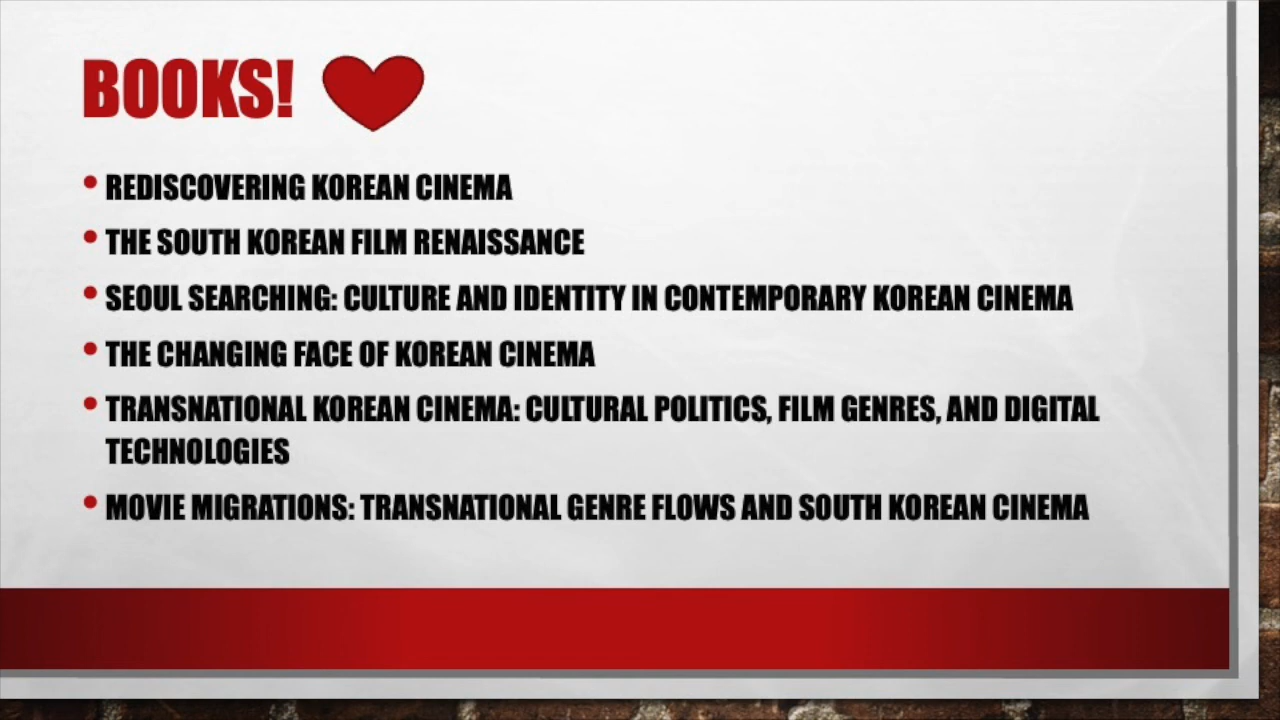 BOOKS!
REDISCOVERING KOREAN CINEMA
THE SOUTH KOREAN FILM RENAISSANCE
SEOUL SEARCHING: CULTURE AND IDENTITY IN CONTEMPORARY KOREAN CINEMA
THE CHANGING FACE OF KOREAN CINEMA
TRANSNATIONAL KOREAN CINEMA: CULTURAL POLITICS, FILM GENRES, AND DIGITAL
TECHNOLOGIES
MOVIE MIGRATIONS: TRANSNATIONAL GENRE FLOWS AND SOUTH KOREAN CINEMA